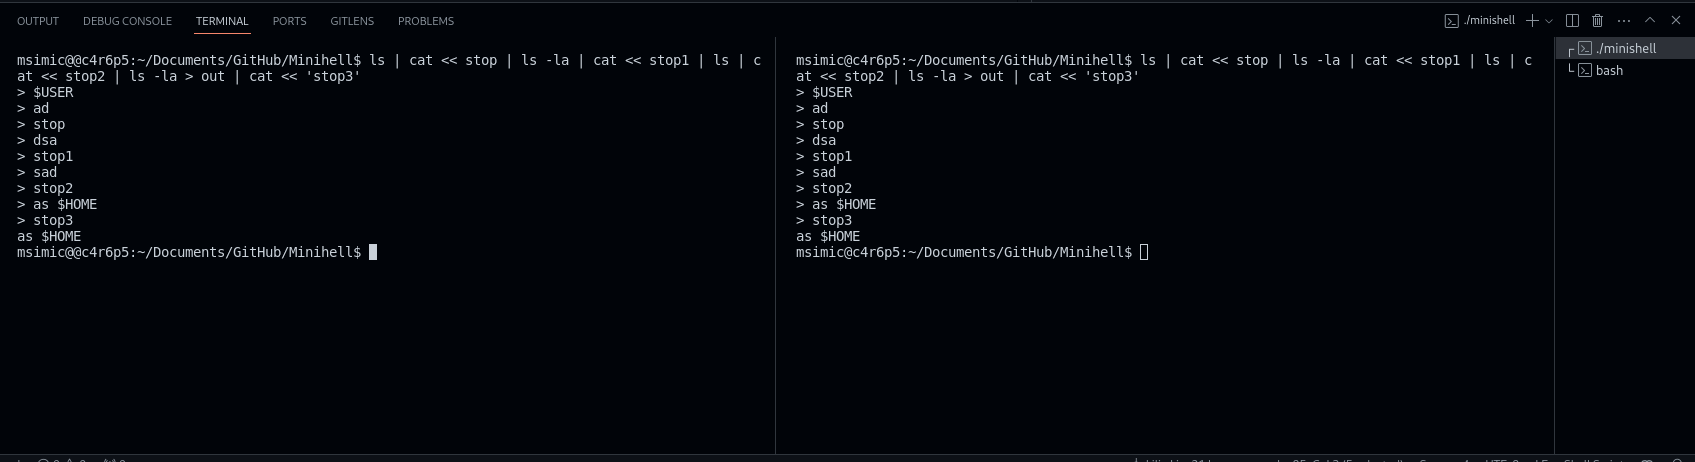 OUTPUT DEBUG CONSOLE TERMINAL PORTS GITLENS PROBLEMS
./minishell
msimic@@c4r6p5:~/Documents/GitHub/Minihell$ ls | cat << stop | ls -la | cat << stop1 | ls | c
at << stop2 | ls -la > out | cat << 'stop3'
> $USER
> ad
> stop
> dsa
> stop1
> sad
> stop2
> as $HOME
> stop3
as $HOME
msimic@@c4r6p5:~/Documents/GitHub/Minihell$
msimic@c4r6p5:~/Documents/GitHub/Minihell$ ls | cat << stop | ls -la | cat << stop1 | ls | c
at << stop2 | ls -la > out | cat << 'stop3'
> $USER
> ad
> stop
> dsa
> stop1
> sad
> stop2
> as $HOME
> stop3
as $HOME
msimic@c4r6p5:~/Documents/GitHub/Minihell$
./minishell
bash